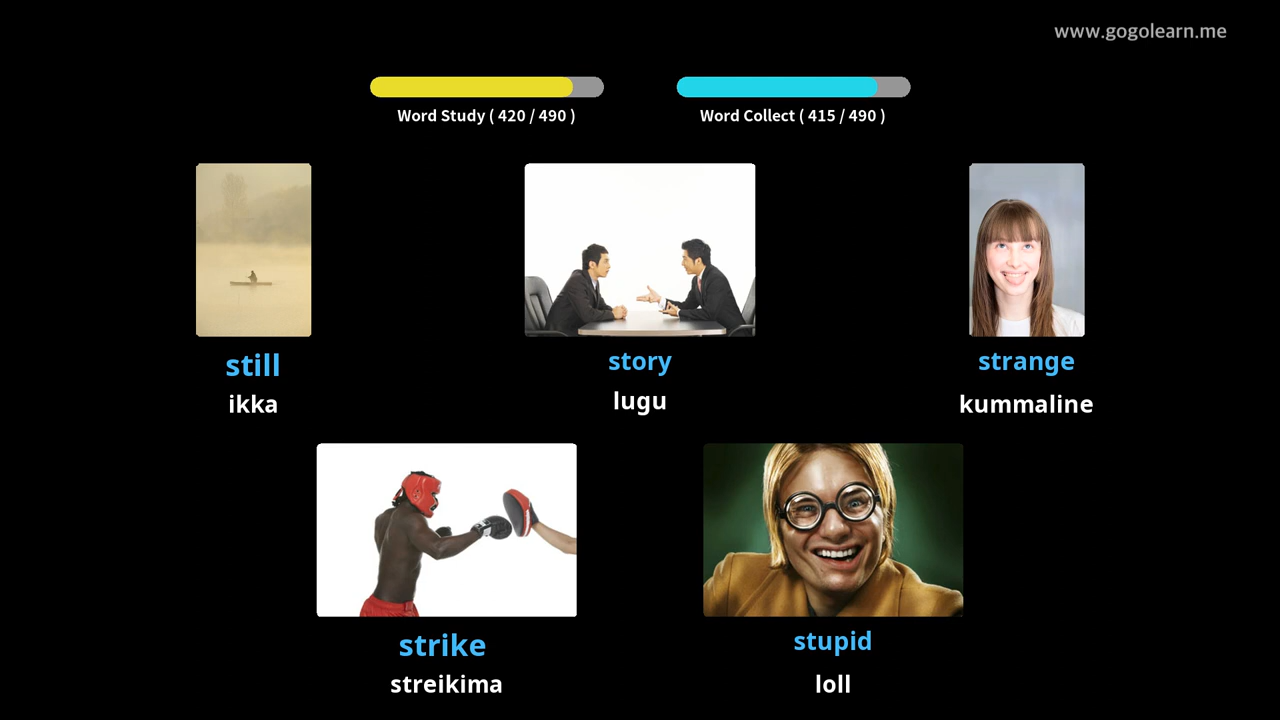 www.gogolearn.me
Word Study ( 420 / 490 )
Word Collect ( 415 / 490 )
still
ikka
story
lugu
strange
kummaline
strike
streikima
stupid
loll